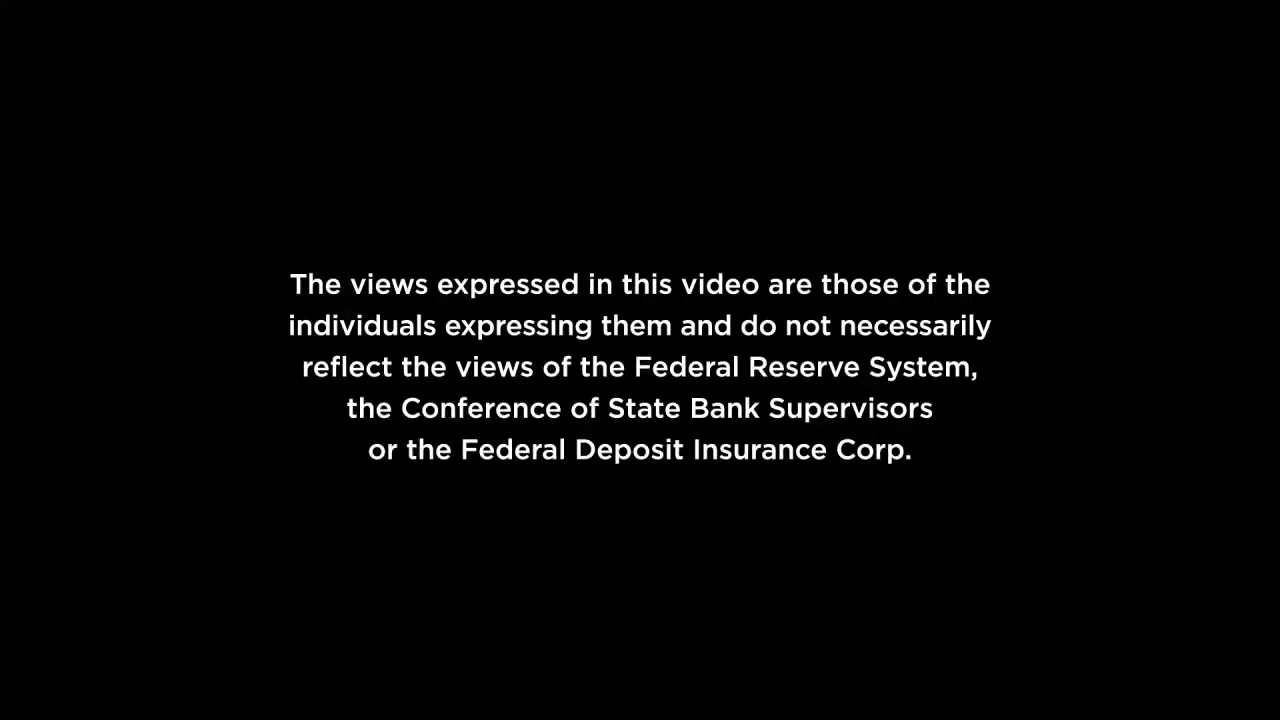 The views expressed in this video are those of the
individuals expressing them and do not necessarily
reflect the views of the Federal Reserve System,
the Conference of State Bank Supervisors
or the Federal Deposit Insurance Corp.